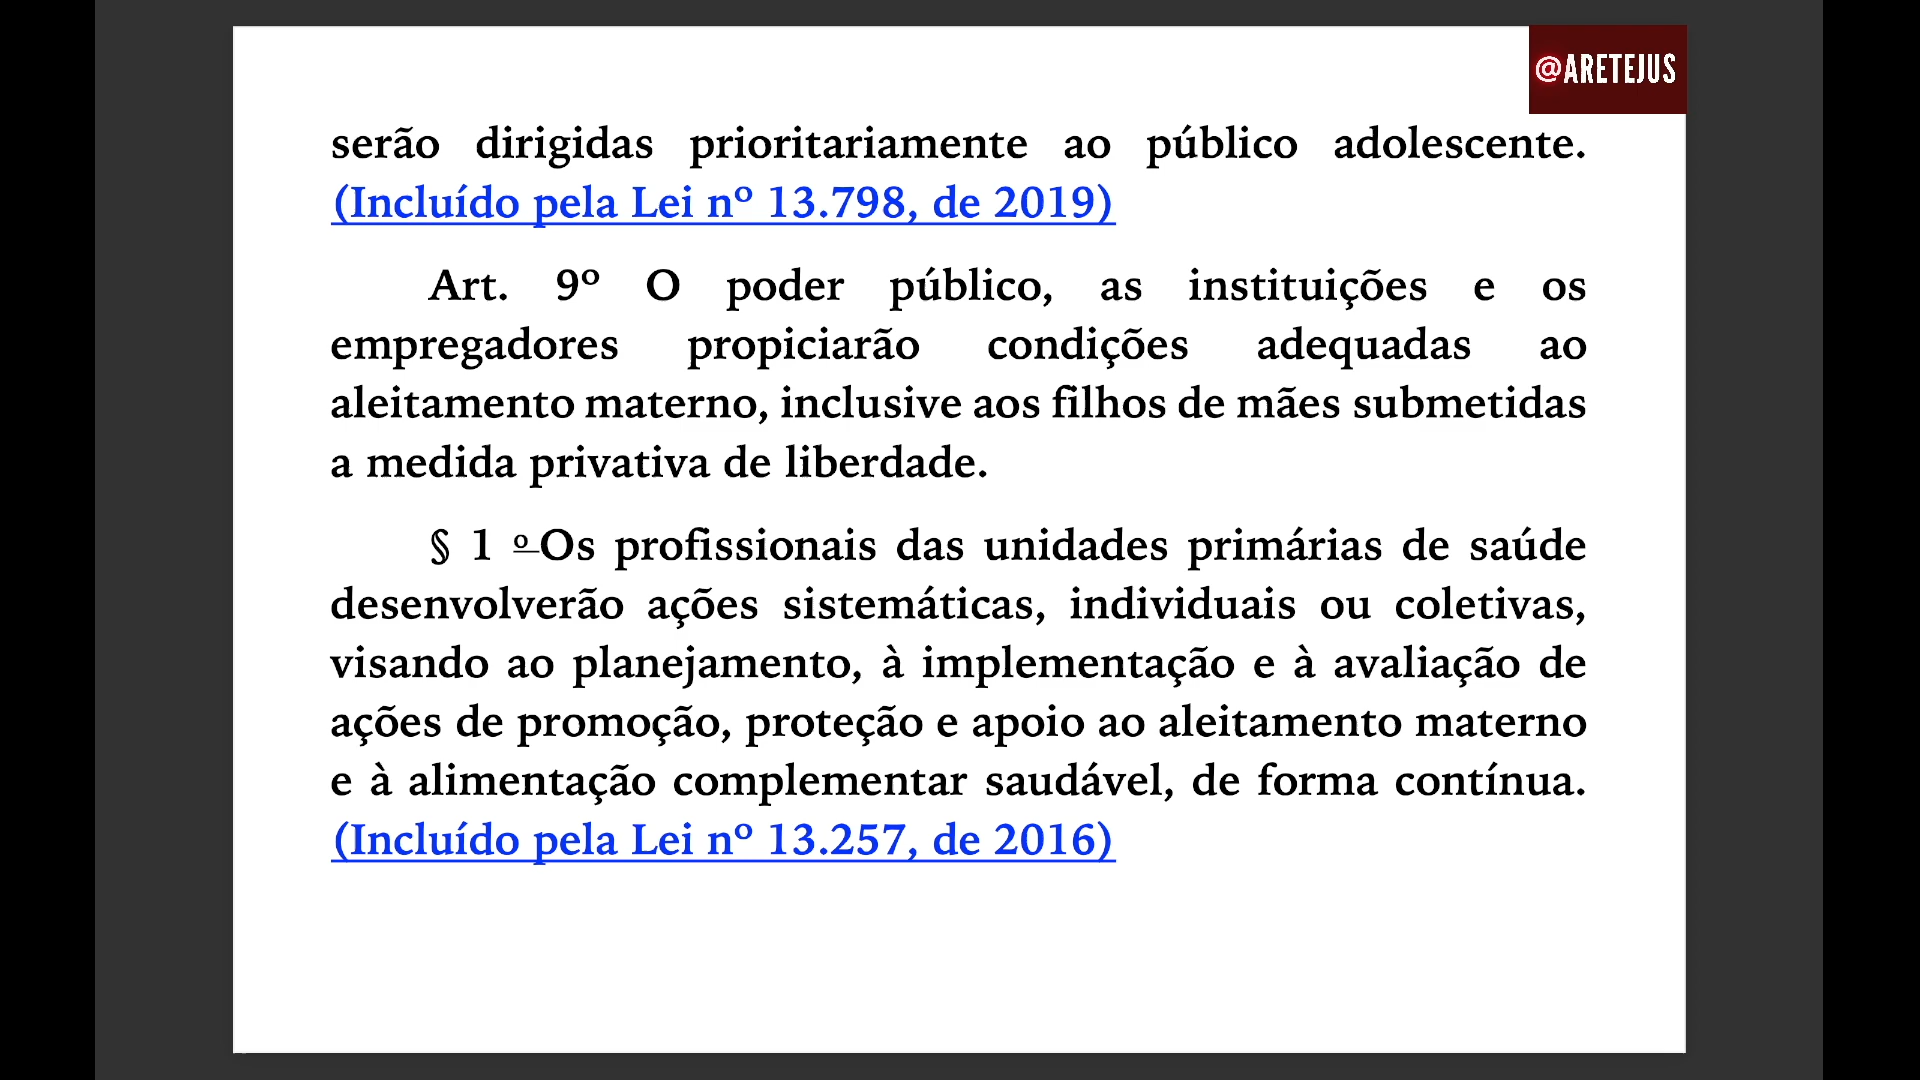 @ARETEJUS
serão dirigidas prioritariamente ao público adolescente.
(Incluído pela Lei nº 13.798, de 2019)
Art. 9º O poder público, as instituições e os
empregadores propiciarão condições adequadas ao
aleitamento materno, inclusive aos filhos de mães submetidas
a medida privativa de liberdade.
§ 1 º Os profissionais das unidades primárias de saúde
desenvolverão ações sistemáticas, individuais ou coletivas,
visando ao planejamento, à implementação e à avaliação de
ações de promoção, proteção e apoio ao aleitamento materno
e à alimentação complementar saudável, de forma contínua.
(Incluído pela Lei nº 13.257, de 2016)